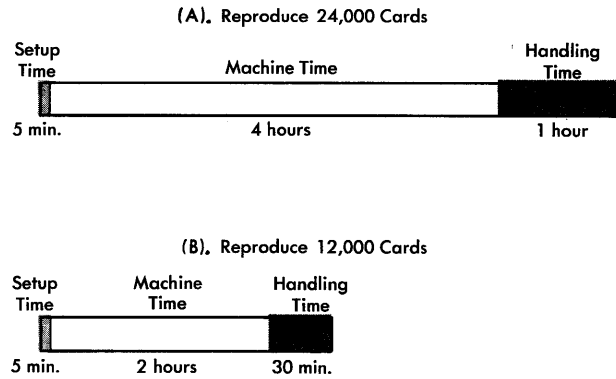 (A). Reproduce 24,000 Cards
Setup Time
Machine Time
Handling Time
5 min.
4 hours
1 hour
(B). Reproduce 12,000 Cards
Setup Time
Machine Time
Handling Time
5 min.
2 hours
30 min.